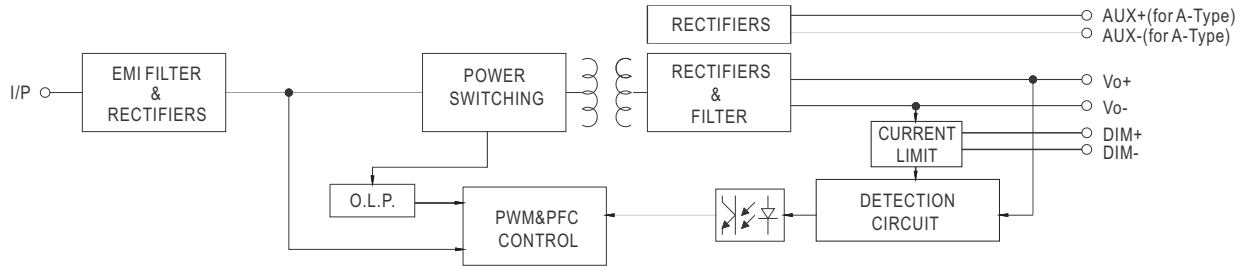 RECTIFIERS
AUX+(for A-Type)
AUX-(for A-Type)
I/P
EMI FILTER
&
RECTIFIERS
POWER
SWITCHING
RECTIFIERS
&
FILTER
Vo+
Vo-
CURRENT
LIMIT
DIM+
DIM-
O.L.P.
PWM&PFC
CONTROL
DETECTION
CIRCUIT